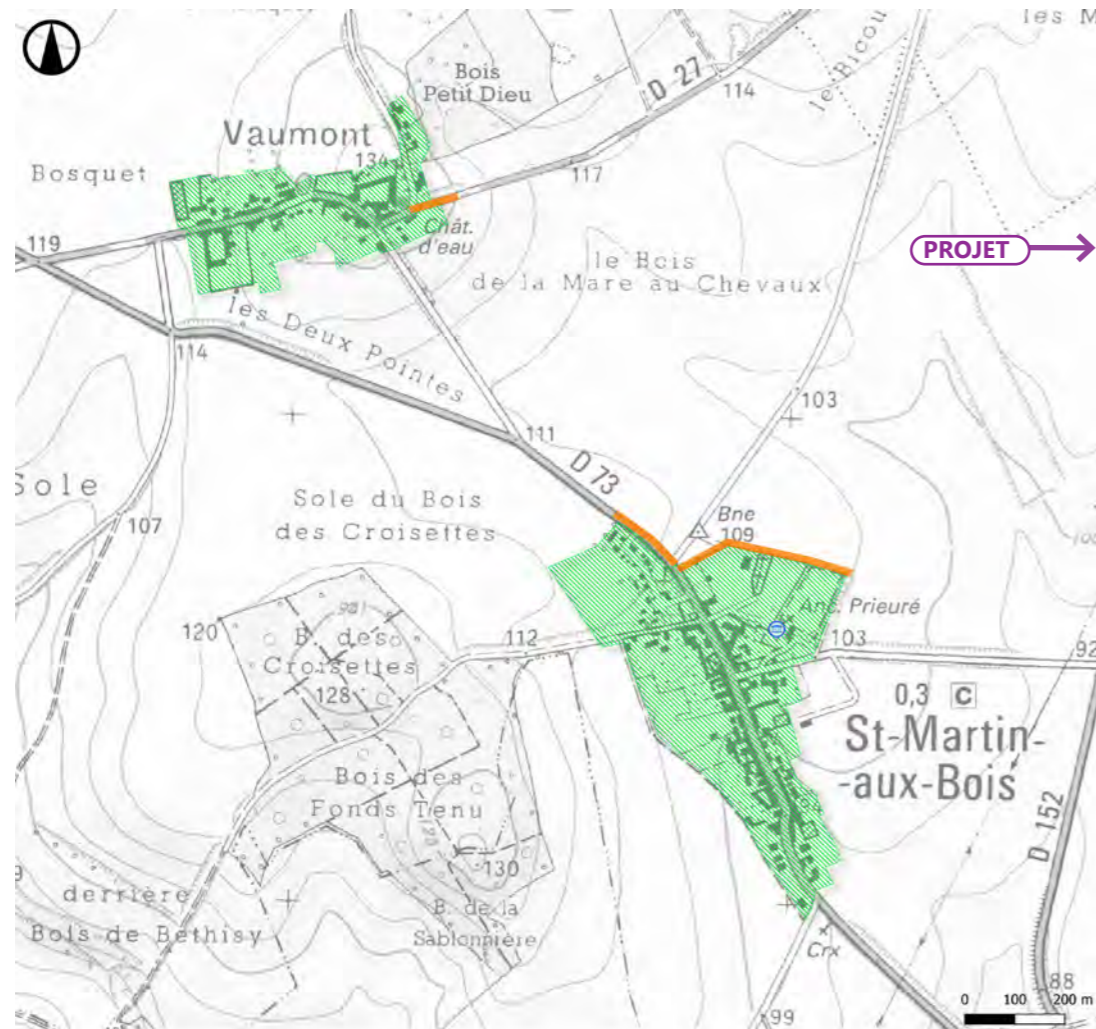 les M
Bois
Petit Dieu
D 27
114
le Bicou
Vaumont
134
117
Bosquet
Chât.
d'eau
119
PROJET
le Bois
de la Mare au Chevaux
les Deux Pointes
114
103
111
D 73
Sole
107
Sole du Bois
des Croisettes
Bne
109
Anc. Prieuré
120
B. des
Croisettes
112
103
92
128
0,3 C
St-Martin-
-aux-Bois
Bois des
Fonds Tenu
130
D 152
derrière
Bois de Béthisy
B. de la
Sablonnière
Crx
88
99
0 100 200 m